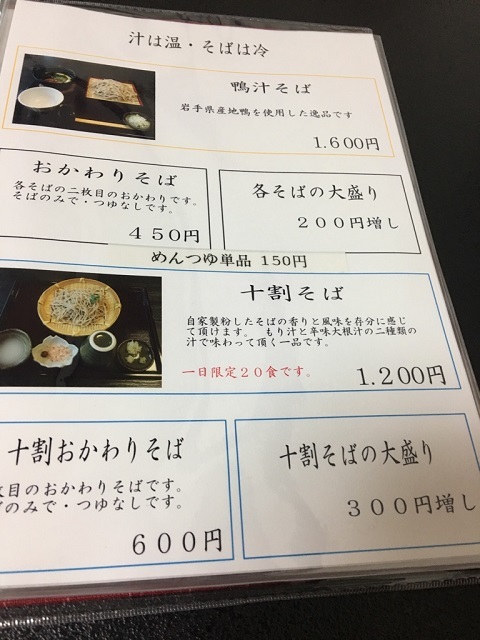 汁は温・そばは冷
鴨汁そば
岩手県産地鴨を使用した逸品です
1.600円
おかわりそば
各そばの二枚目のおかわりです。
そばのみで・つゆなしです。
450円
各そばの大盛り
200円増し
めんつゆ単品 150円
十割そば
自家製粉したそばの香りと風味を存分に感じ
て頂けます。 もり汁と辛味大根汁の二種類の
汁で味わって頂く一品です。
一日限定20食です。
1.200円
十割おかわりそば
枚目のおかわりそばです。
のみで・つゆなしです。
600円
十割そばの大盛り
300円増し